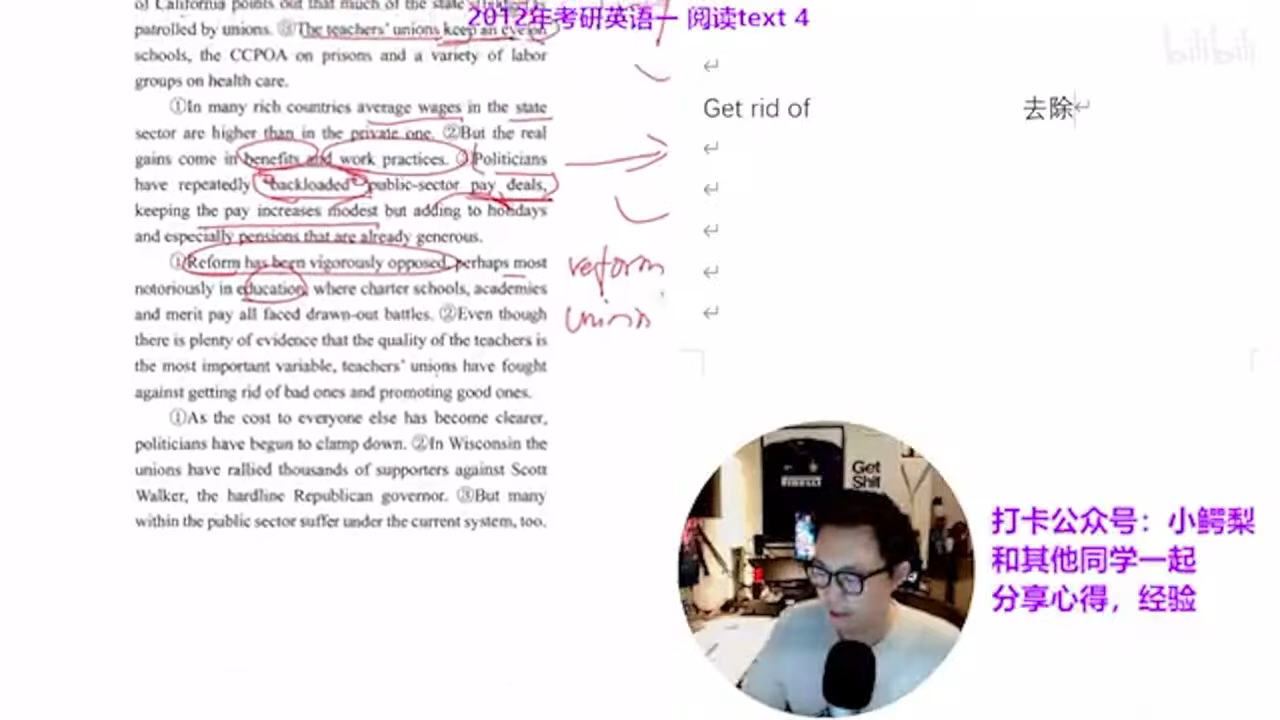 of California points out that much of the state
2012年考研英语一 阅读text 4
patrolled by unions. ③The teachers' unions keep an eye on
schools, the CCPOA on prisons and a variety of labor
groups on health care.
①In many rich countries average wages in the state
sector are higher than in the private one. ②But the real
gains come in benefits and work practices. ③Politicians
have repeatedly "backloaded" public-sector pay deals,
keeping the pay increases modest but adding to holidays
and especially pensions that are already generous.
①Reform has been vigorously opposed, perhaps most
notoriously in education, where charter schools, academies
and merit pay all faced drawn-out battles. ②Even though
there is plenty of evidence that the quality of the teachers is
the most important variable, teachers' unions have fought
against getting rid of bad ones and promoting good ones.
①As the cost to everyone else has become clearer,
politicians have begun to clamp down. ②In Wisconsin the
unions have rallied thousands of supporters against Scott
Walker, the hardline Republican governor. ③But many
within the public sector suffer under the current system, too.
reform
unions
bilibili
Get rid of 去除
PIRELLI
Get
Shit
打卡公众号：小鳄梨
和其他同学一起
分享心得，经验